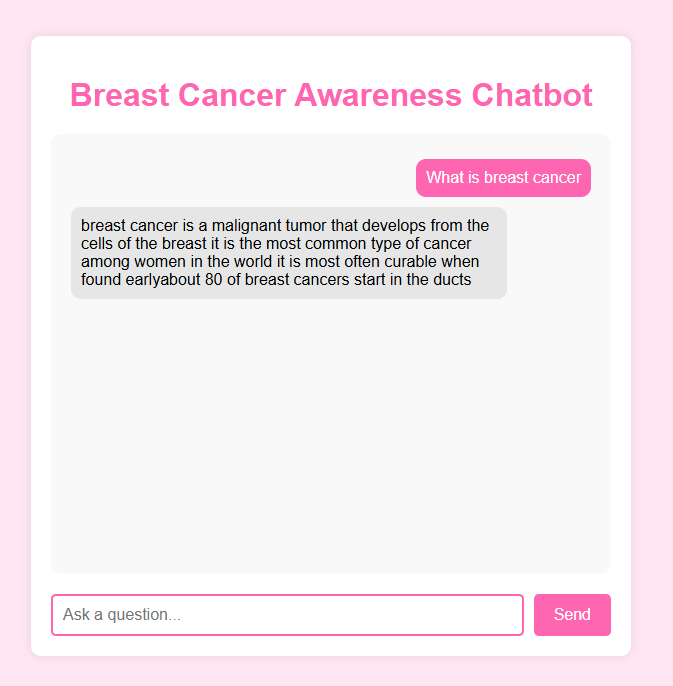 Breast Cancer Awareness Chatbot
What is breast cancer
breast cancer is a malignant tumor that develops from the
cells of the breast it is the most common type of cancer
among women in the world it is most often curable when
found earlyabout 80 of breast cancers start in the ducts
Ask a question...
Send